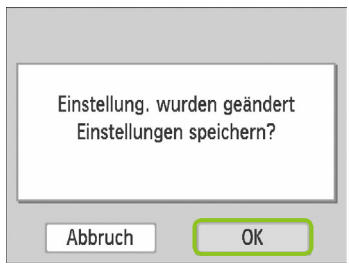 Einstellung. wurden geändert
Einstellungen speichern?
Abbruch
OK